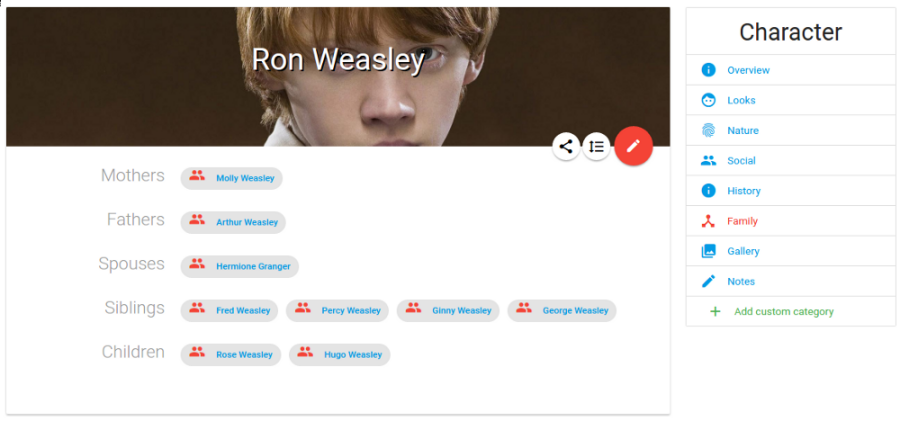 Ron Weasley
Mothers
Molly Weasley
Fathers
Arthur Weasley
Spouses
Hermione Granger
Siblings
Fred Weasley Percy Weasley Ginny Weasley George Weasley
Children
Rose Weasley Hugo Weasley
Character
Overview
Looks
Nature
Social
History
Family
Gallery
Notes
Add custom category